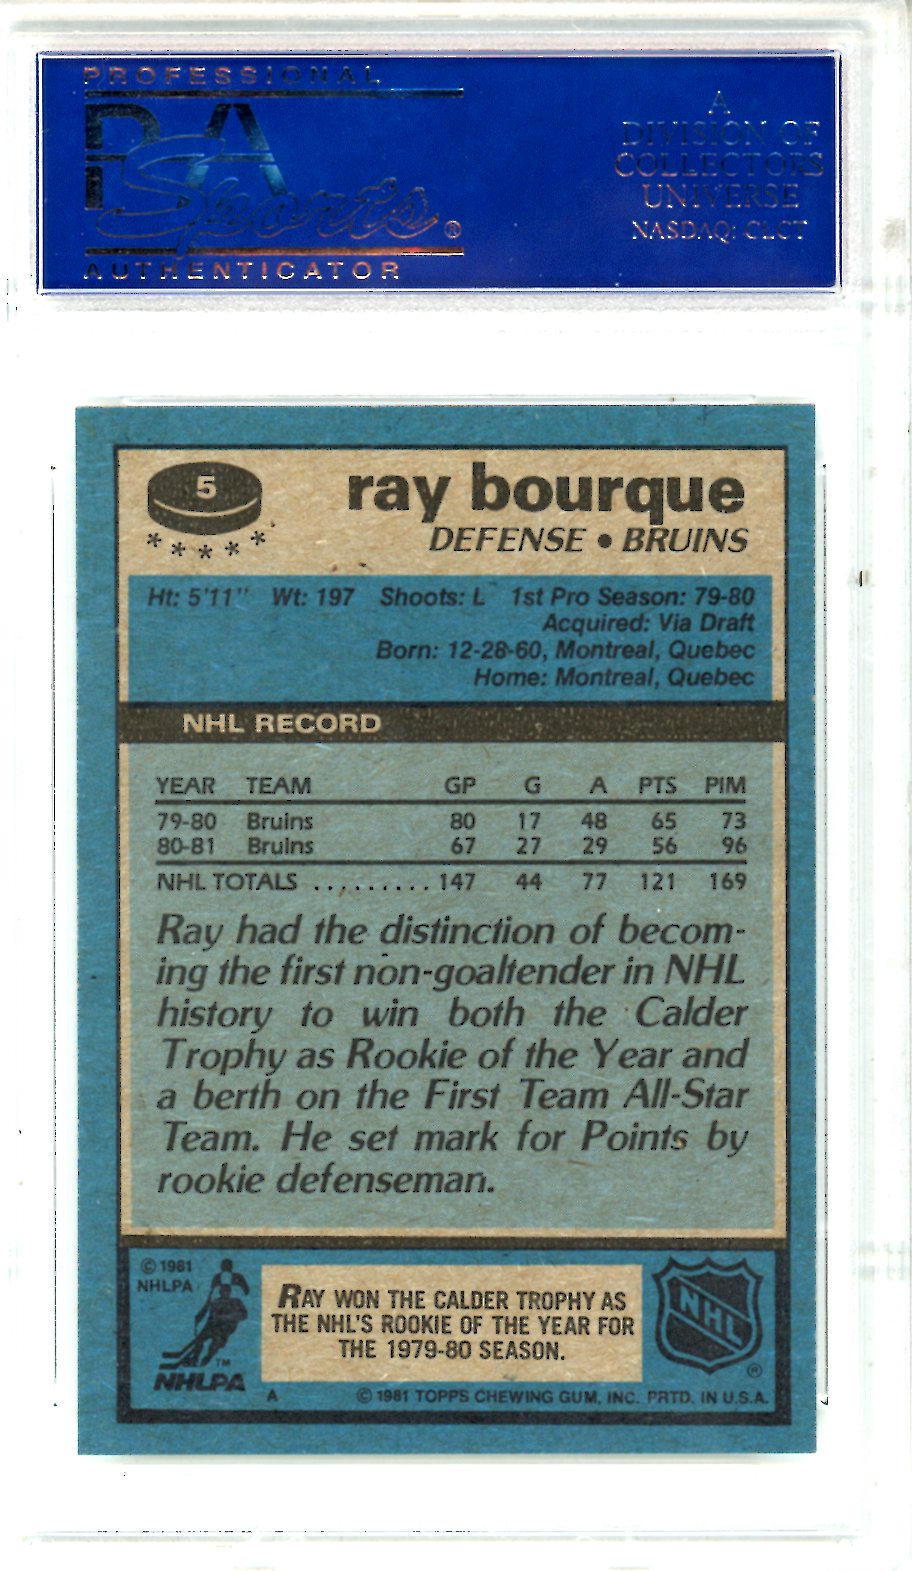 PROFESSIONAL
PSA
Sports®
AUTHENTICATOR
A
DIVISION OF
COLLECTORS
UNIVERSE
NASDAQ: CLCT
5
*****
ray bourque
DEFENSE • BRUINS
Ht: 5'11" Wt: 197 Shoots: L 1st Pro Season: 79-80
Acquired: Via Draft
Born: 12-28-60, Montreal, Quebec
Home: Montreal, Quebec
NHL RECORD
YEAR TEAM GP G A PTS PIM
79-80 Bruins 80 17 48 65 73
80-81 Bruins 67 27 29 56 96
NHL TOTALS .......... 147 44 77 121 169
Ray had the distinction of becom-
ing the first non-goaltender in NHL
history to win both the Calder
Trophy as Rookie of the Year and
a berth on the First Team All-Star
Team. He set mark for Points by
rookie defenseman.
© 1981
NHLPA
™
NHLPA
RAY WON THE CALDER TROPHY AS
THE NHL'S ROOKIE OF THE YEAR FOR
THE 1979-80 SEASON.
NHL
®
A © 1981 TOPPS CHEWING GUM, INC. PRTD. IN U.S.A.